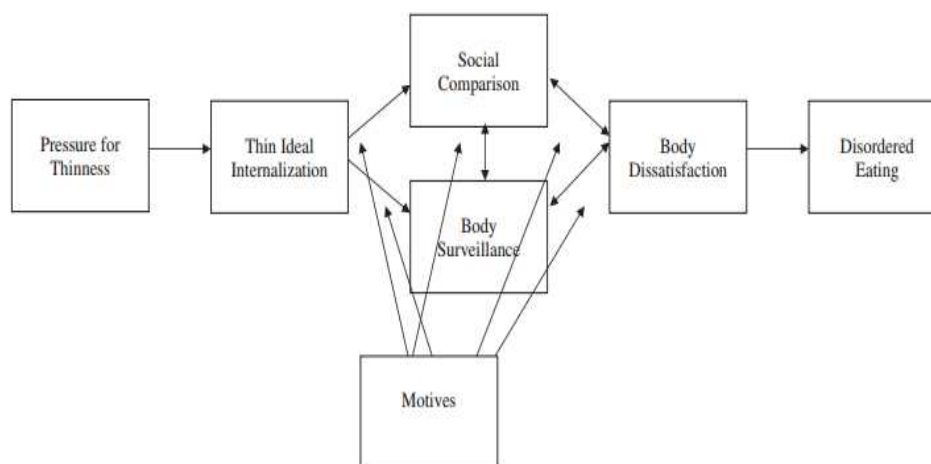 Social
Comparison
Pressure for
Thinness
Thin Ideal
Internalization
Body
Dissatisfaction
Disordered
Eating
Body
Surveillance
Motives